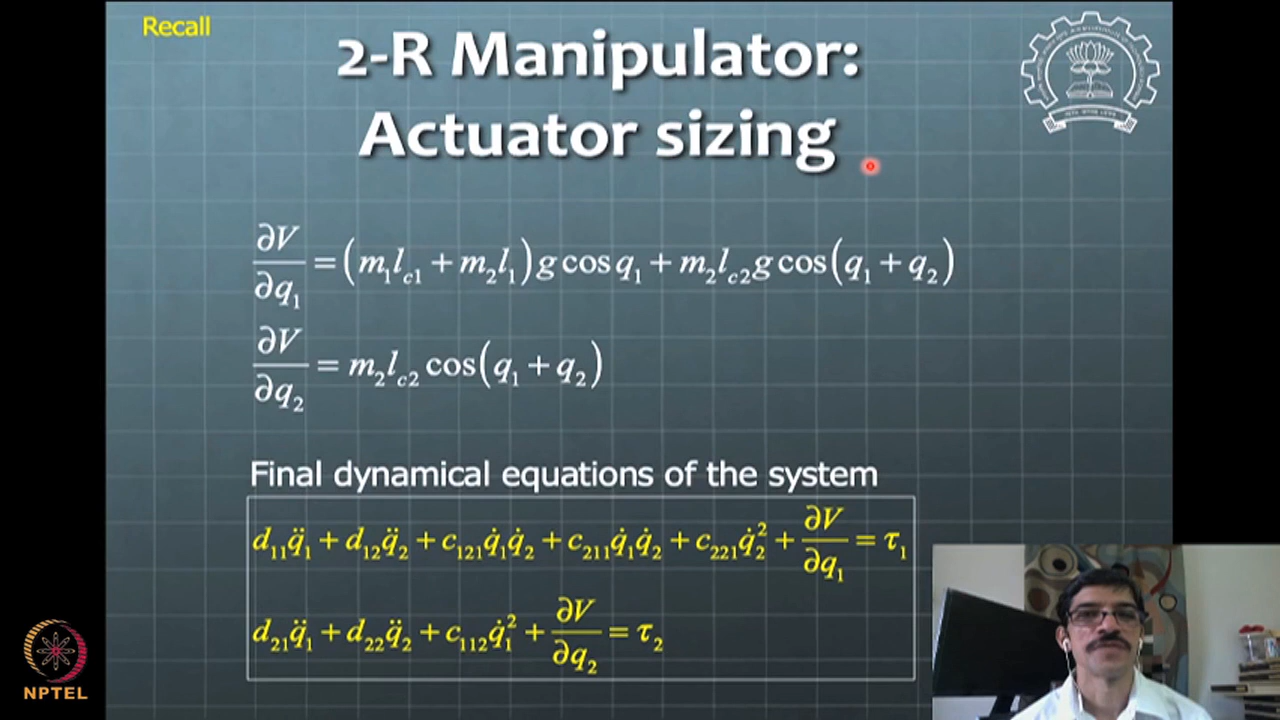 Recall
2-R Manipulator:
Actuator sizing
∂V/∂q₁ = (m₁l_c1 + m₂l₁)g cos q₁ + m₂l_c2 g cos(q₁ + q₂)
∂V/∂q₂ = m₂l_c2 cos(q₁ + q₂)
Final dynamical equations of the system
d₁₁q̈₁ + d₁₂q̈₂ + c₁₂₁q̇₁q̇₂ + c₂₁₁q̇₁q̇₂ + c₂₂₁q̇₂² + ∂V/∂q₁ = τ₁
d₂₁q̈₁ + d₂₂q̈₂ + c₁₁₂q̇₁² + ∂V/∂q₂ = τ₂
NPTEL